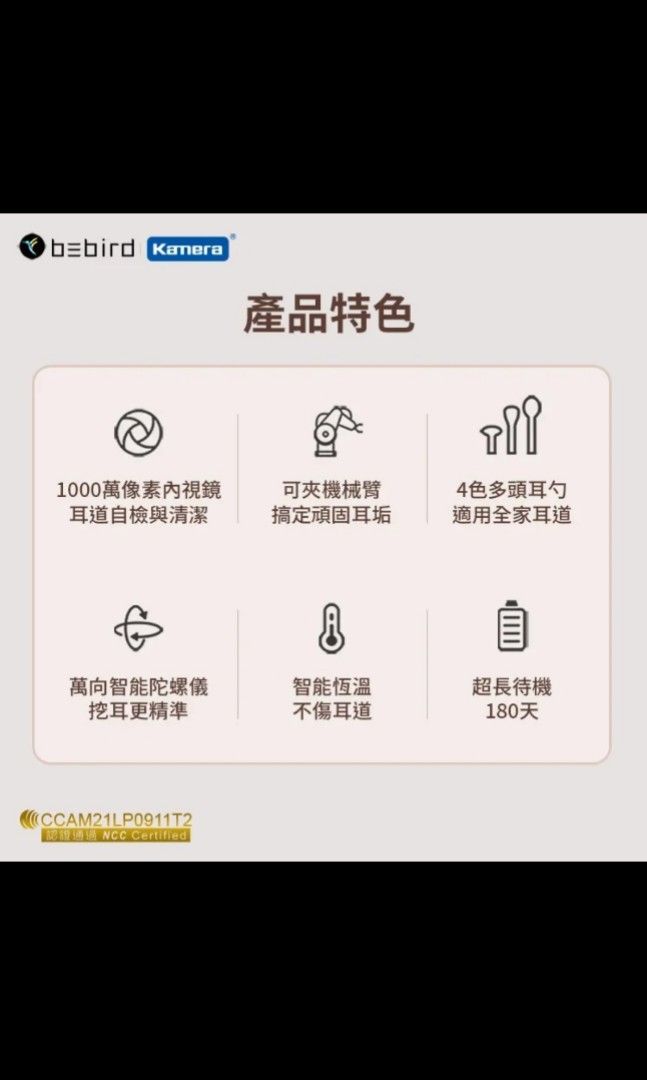 bebird Kamera®
產品特色
1000萬像素內視鏡
耳道自檢與清潔
可夾機械臂
搞定頑固耳垢
4色多頭耳勺
適用全家耳道
萬向智能陀螺儀
挖耳更精準
智能恆溫
不傷耳道
超長待機
180天
CCAM21LP0911T2
認證通過 NCC Certified